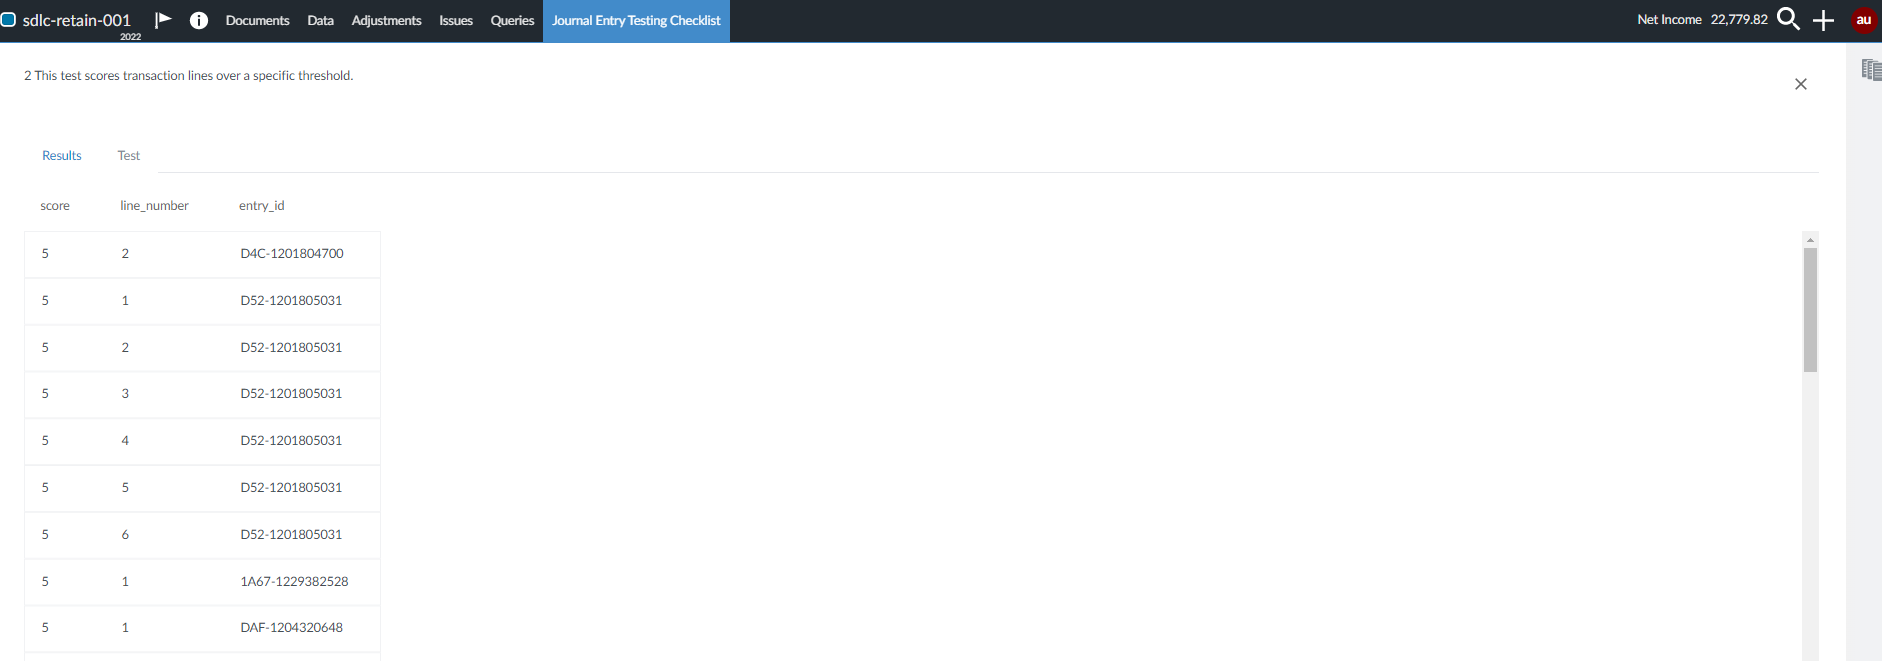 sdlc-retain-001 Documents Data Adjustments Issues Queries Journal Entry Testing Checklist Net Income 22,779.82 au
2022
2 This test scores transaction lines over a specific threshold.
Results Test
score line_number entry_id
5 2 D4C-1201804700
5 1 D52-1201805031
5 2 D52-1201805031
5 3 D52-1201805031
5 4 D52-1201805031
5 5 D52-1201805031
5 6 D52-1201805031
5 1 1A67-1229382528
5 1 DAF-1204320648